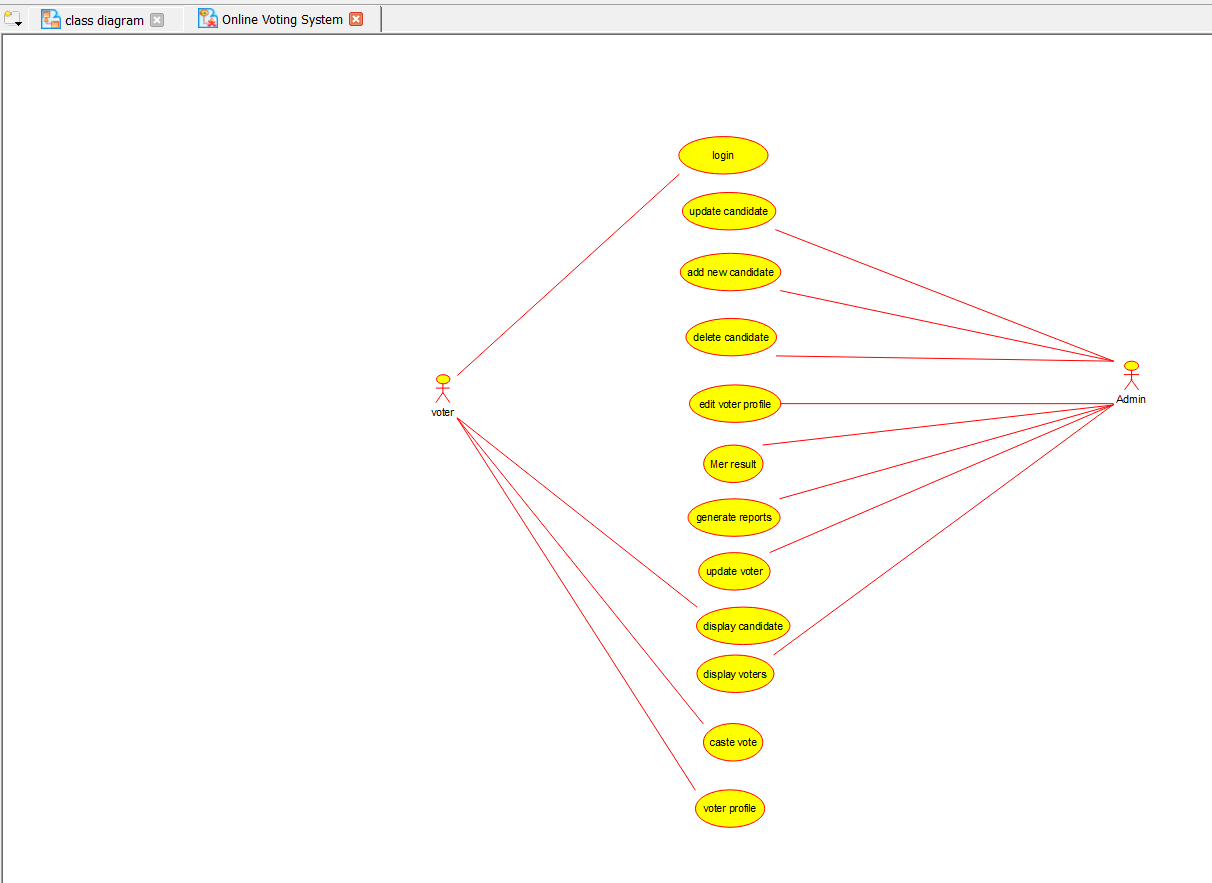 class diagram
Online Voting System
login
update candidate
add new candidate
delete candidate
edit voter profile
voter
Admin
Mer result
generate reports
update voter
display candidate
display voters
caste vote
voter profile